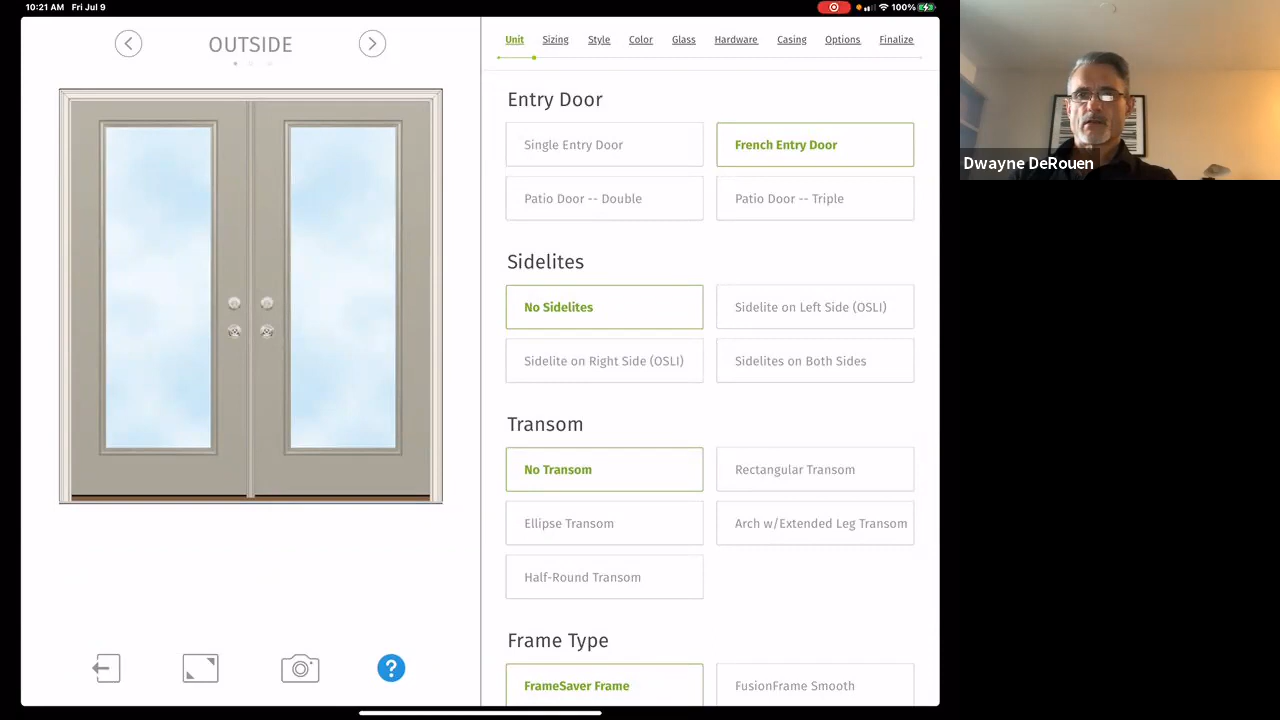 10:21 AM Fri Jul 9
100%
OUTSIDE
Unit Sizing Style Color Glass Hardware Casing Options Finalize
Entry Door
Single Entry Door
French Entry Door
Patio Door -- Double
Patio Door -- Triple
Sidelites
No Sidelites
Sidelite on Left Side (OSLI)
Sidelite on Right Side (OSLI)
Sidelites on Both Sides
Transom
No Transom
Rectangular Transom
Ellipse Transom
Arch w/Extended Leg Transom
Half-Round Transom
Frame Type
FrameSaver Frame
FusionFrame Smooth
?
Dwayne DeRouen